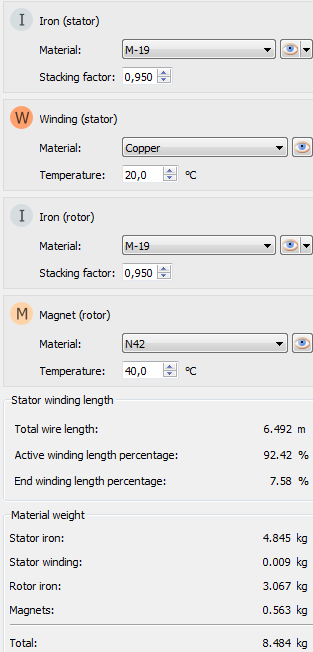 I Iron (stator)
Material: M-19
Stacking factor: 0,950
W Winding (stator)
Material: Copper
Temperature: 20,0 °C
I Iron (rotor)
Material: M-19
Stacking factor: 0,950
M Magnet (rotor)
Material: N42
Temperature: 40,0 °C
Stator winding length
Total wire length: 6.492 m
Active winding length percentage: 92.42 %
End winding length percentage: 7.58 %
Material weight
Stator iron: 4.845 kg
Stator winding: 0.009 kg
Rotor iron: 3.067 kg
Magnets: 0.563 kg
Total: 8.484 kg